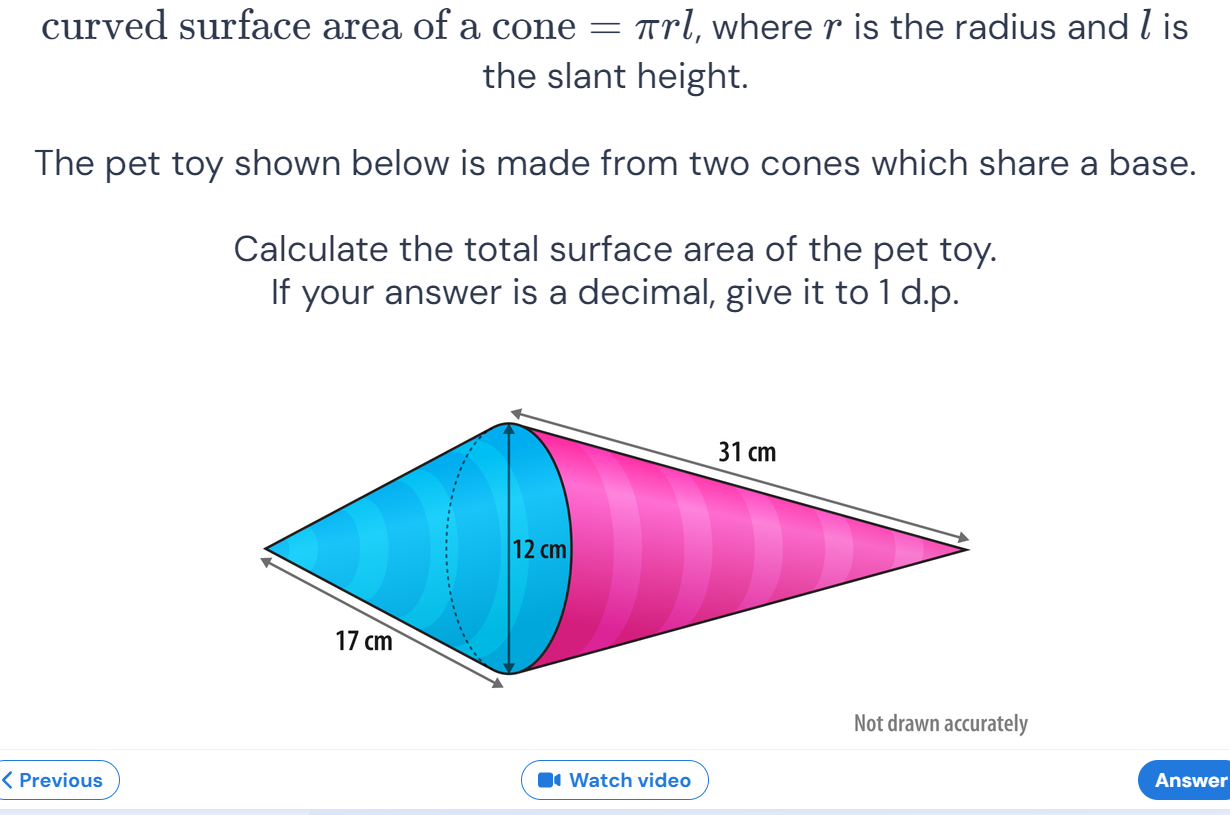 curved surface area of a cone = πrl, where r is the radius and l is
the slant height.
The pet toy shown below is made from two cones which share a base.
Calculate the total surface area of the pet toy.
If your answer is a decimal, give it to 1 d.p.
31 cm
12 cm
17 cm
Not drawn accurately
Previous
Watch video
Answer